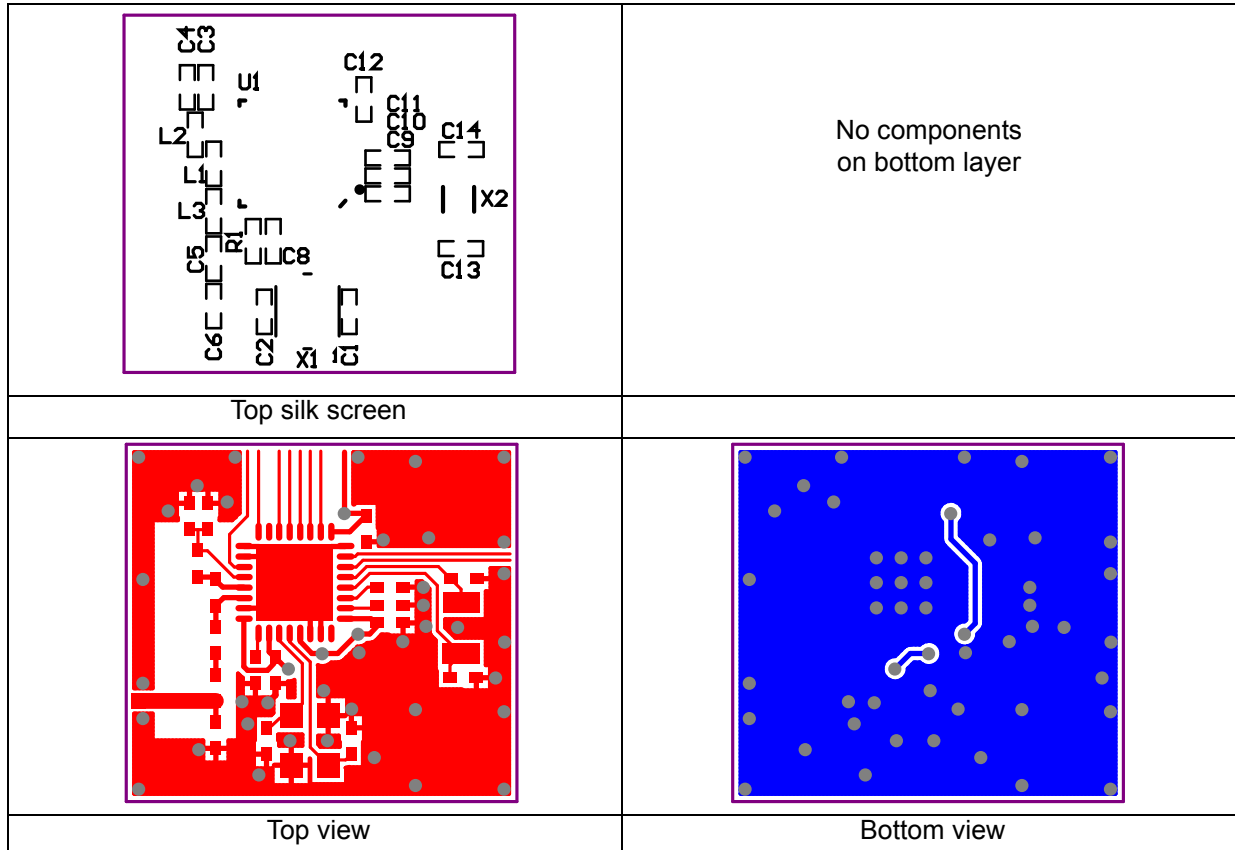 C4
C3
U1
C12
C11
C10
C9
C14
L2
L1
L3
X2
R1
C5
C8
C13
C6
C2
X1
1
C1
No components
on bottom layer
Top silk screen
Top view
Bottom view